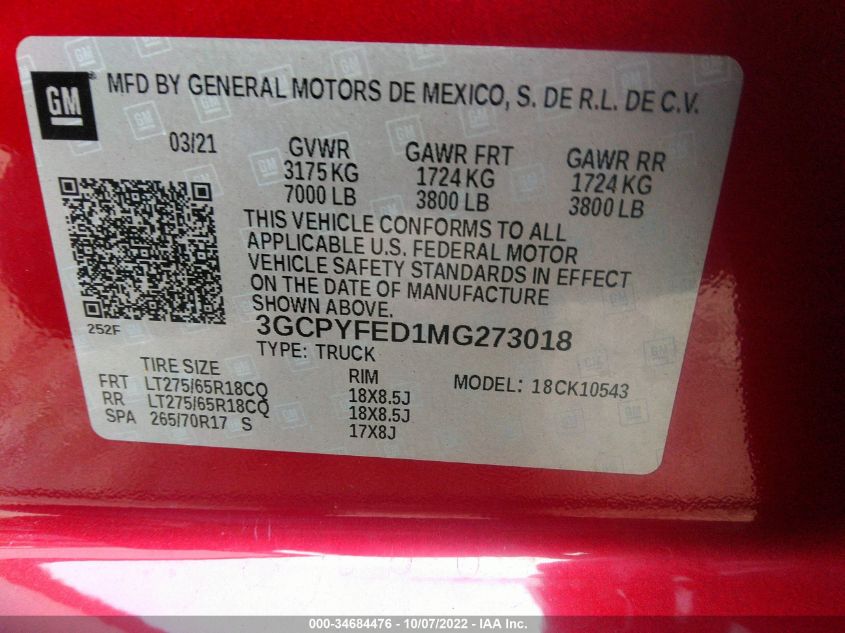 GM
MFD BY GENERAL MOTORS DE MEXICO, S. DE R.L. DE C.V.
03/21
GVWR
3175 KG
7000 LB
GAWR FRT
1724 KG
3800 LB
GAWR RR
1724 KG
3800 LB
THIS VEHICLE CONFORMS TO ALL
APPLICABLE U.S. FEDERAL MOTOR
VEHICLE SAFETY STANDARDS IN EFFECT
ON THE DATE OF MANUFACTURE
SHOWN ABOVE.
252F
3GCPYFED1MG273018
TYPE: TRUCK
MODEL: 18CK10543
TIRE SIZE
FRT LT275/65R18CQ
RR LT275/65R18CQ
SPA 265/70R17 S
RIM
18X8.5J
18X8.5J
17X8J
000-34684476 - 10/07/2022 - IAA Inc.